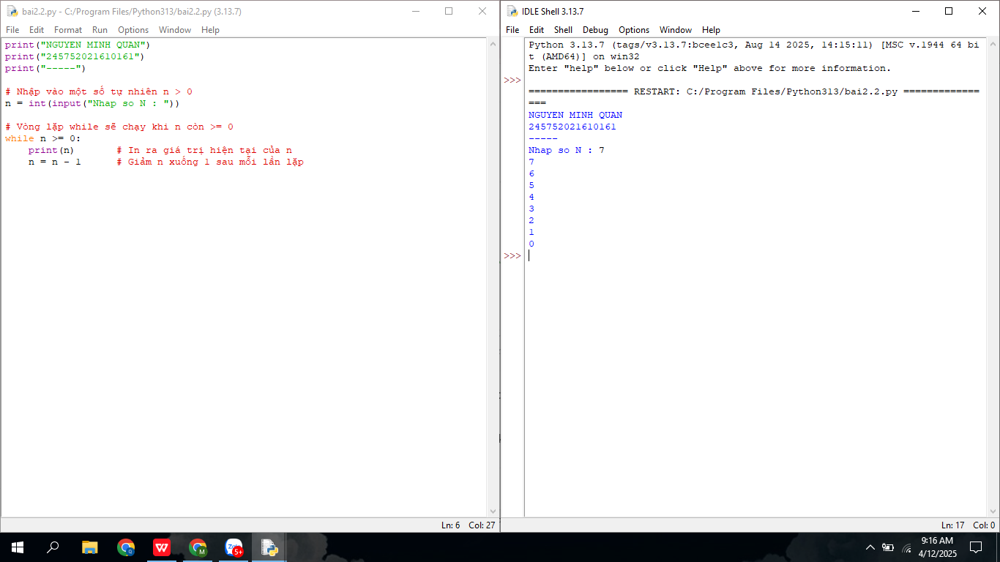 bai2.2.py - C:/Program Files/Python313/bai2.2.py (3.13.7)
File Edit Format Run Options Window Help
print("NGUYEN MINH QUAN")
print("245752021610161")
print("-----")
# Nhập vào một số tự nhiên n > 0
n = int(input("Nhap so N : "))
# Vòng lặp while sẽ chạy khi n còn >= 0
while n >= 0:
    print(n)       # In ra giá trị hiện tại của n
    n = n - 1      # Giảm n xuống 1 sau mỗi lần lặp
Ln: 6 Col: 27
IDLE Shell 3.13.7
File Edit Shell Debug Options Window Help
Python 3.13.7 (tags/v3.13.7:bcee1c3, Aug 14 2025, 14:15:11) [MSC v.1944 64 bi
t (AMD64)] on win32
Enter "help" below or click "Help" above for more information.
>>>
================= RESTART: C:/Program Files/Python313/bai2.2.py =============
===
NGUYEN MINH QUAN
245752021610161
-----
Nhap so N : 7
7
6
5
4
3
2
1
0
>>>
Ln: 17 Col: 0
9:16 AM
4/12/2025